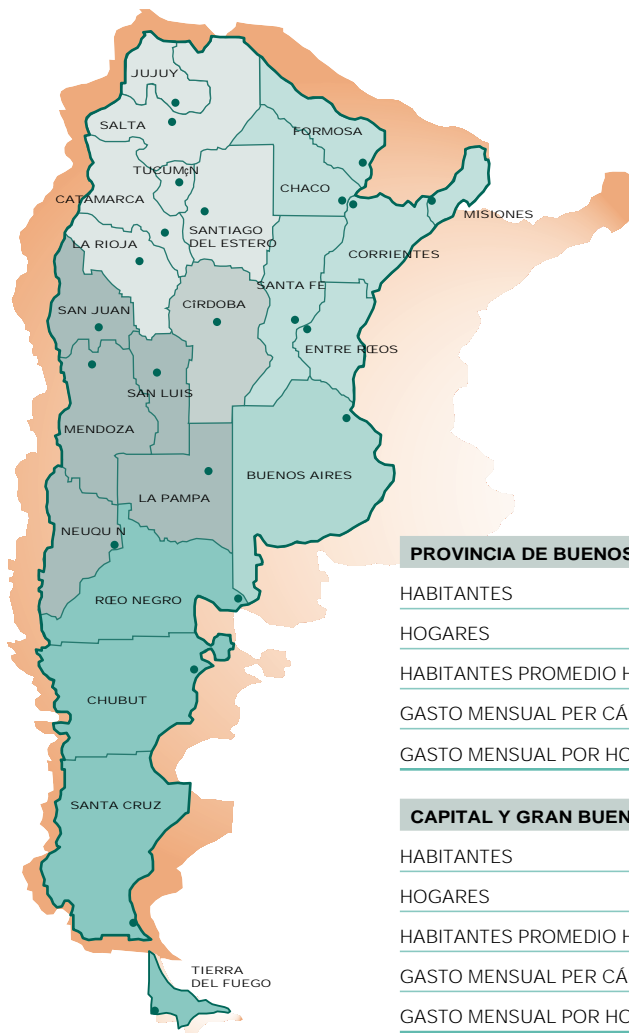 JUJUY
SALTA
FORMOSA
TUCUM;N
CHACO
CATAMARCA
SANTIAGO
DEL ESTERO
MISIONES
LA RIOJA
CORRIENTES
SANTA FE
SAN JUAN
CîRDOBA
ENTRE RŒOS
SAN LUIS
MENDOZA
BUENOS AIRES
LA PAMPA
NEUQU N
RŒO NEGRO
CHUBUT
SANTA CRUZ
TIERRA
DEL FUEGO
PROVINCIA DE BUENOS
HABITANTES
HOGARES
HABITANTES PROMEDIO H
GASTO MENSUAL PER CÁ
GASTO MENSUAL POR HO
CAPITAL Y GRAN BUEN
HABITANTES
HOGARES
HABITANTES PROMEDIO H
GASTO MENSUAL PER CÁ
GASTO MENSUAL POR HO